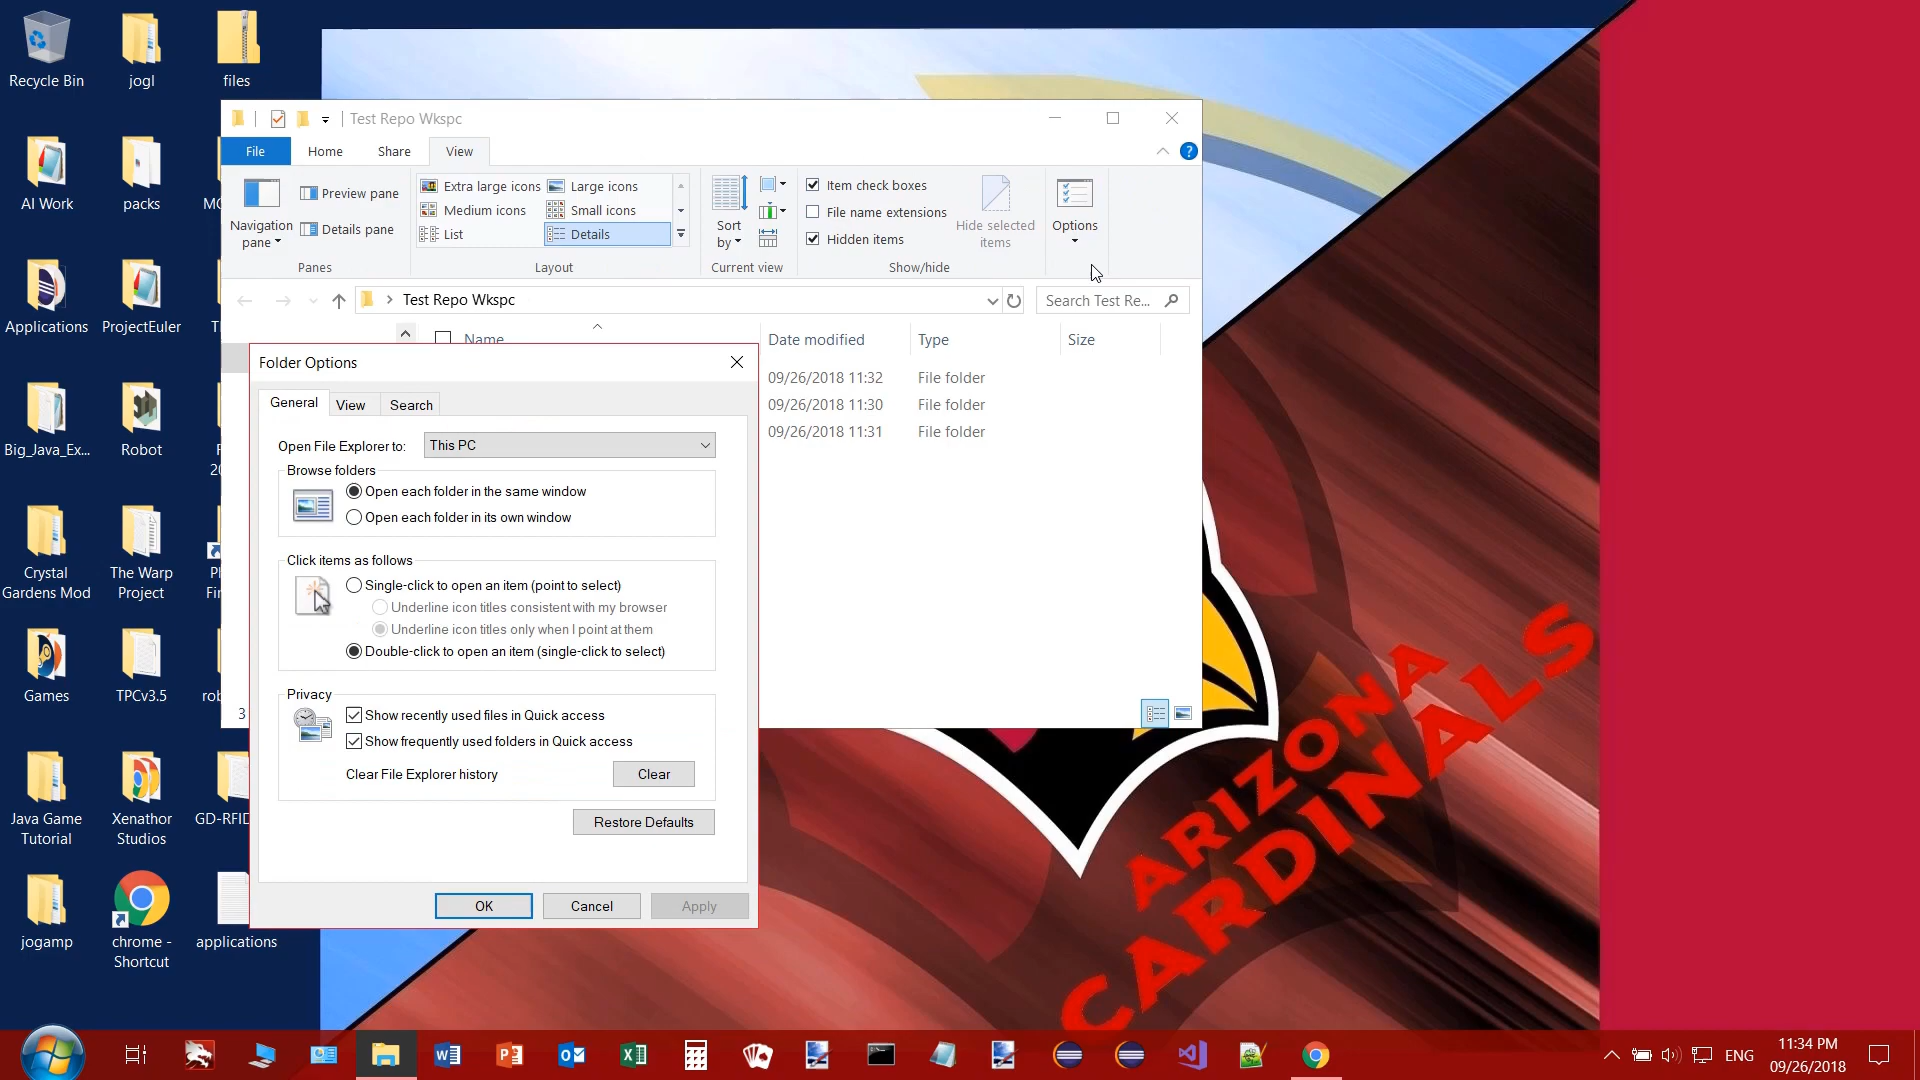 Recycle Bin
jogl
files
AI Work
packs
Applications
ProjectEuler
Big_Java_Ex...
Robot
Crystal
Gardens Mod
The Warp
Project
Games
TPCv3.5
Java Game
Tutorial
Xenathor
Studios
GD-RFID
jogamp
chrome -
Shortcut
applications
Test Repo Wkspc
File
Home
Share
View
Navigation
pane
Preview pane
Details pane
Panes
Extra large icons
Large icons
Medium icons
Small icons
List
Details
Layout
Sort
by
Current view
Item check boxes
File name extensions
Hidden items
Hide selected
items
Show/hide
Options
Test Repo Wkspc
Search Test Re...
Name
Date modified
Type
Size
09/26/2018 11:32
File folder
09/26/2018 11:30
File folder
09/26/2018 11:31
File folder
3
Folder Options
General
View
Search
Open File Explorer to:
This PC
Browse folders
Open each folder in the same window
Open each folder in its own window
Click items as follows
Single-click to open an item (point to select)
Underline icon titles consistent with my browser
Underline icon titles only when I point at them
Double-click to open an item (single-click to select)
Privacy
Show recently used files in Quick access
Show frequently used folders in Quick access
Clear File Explorer history
Clear
Restore Defaults
OK
Cancel
Apply
ARIZONA
CARDINALS
ENG
11:34 PM
09/26/2018